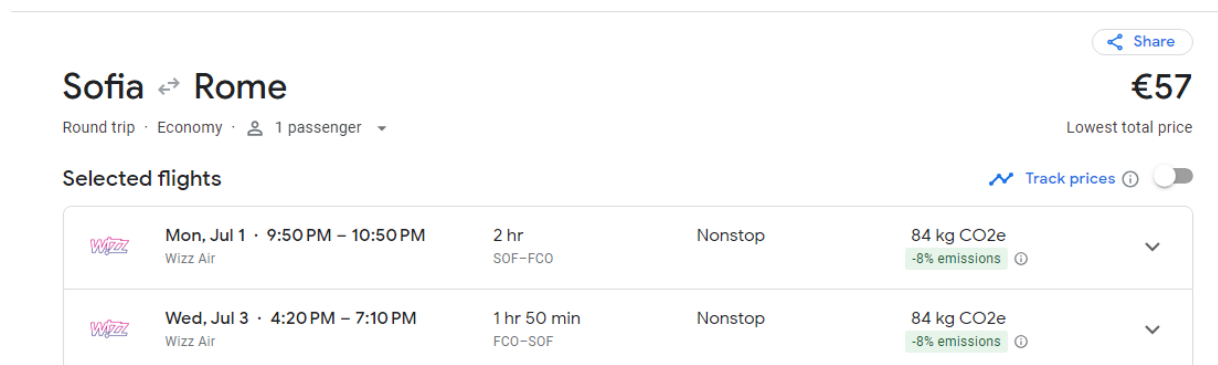 Share
Sofia Rome
€57
Round trip · Economy · 1 passenger
Lowest total price
Selected flights
Track prices
Wizz Mon, Jul 1 · 9:50 PM – 10:50 PM 2 hr Nonstop 84 kg CO2e
Wizz Air SOF–FCO -8% emissions
Wizz Wed, Jul 3 · 4:20 PM – 7:10 PM 1 hr 50 min Nonstop 84 kg CO2e
Wizz Air FCO–SOF -8% emissions